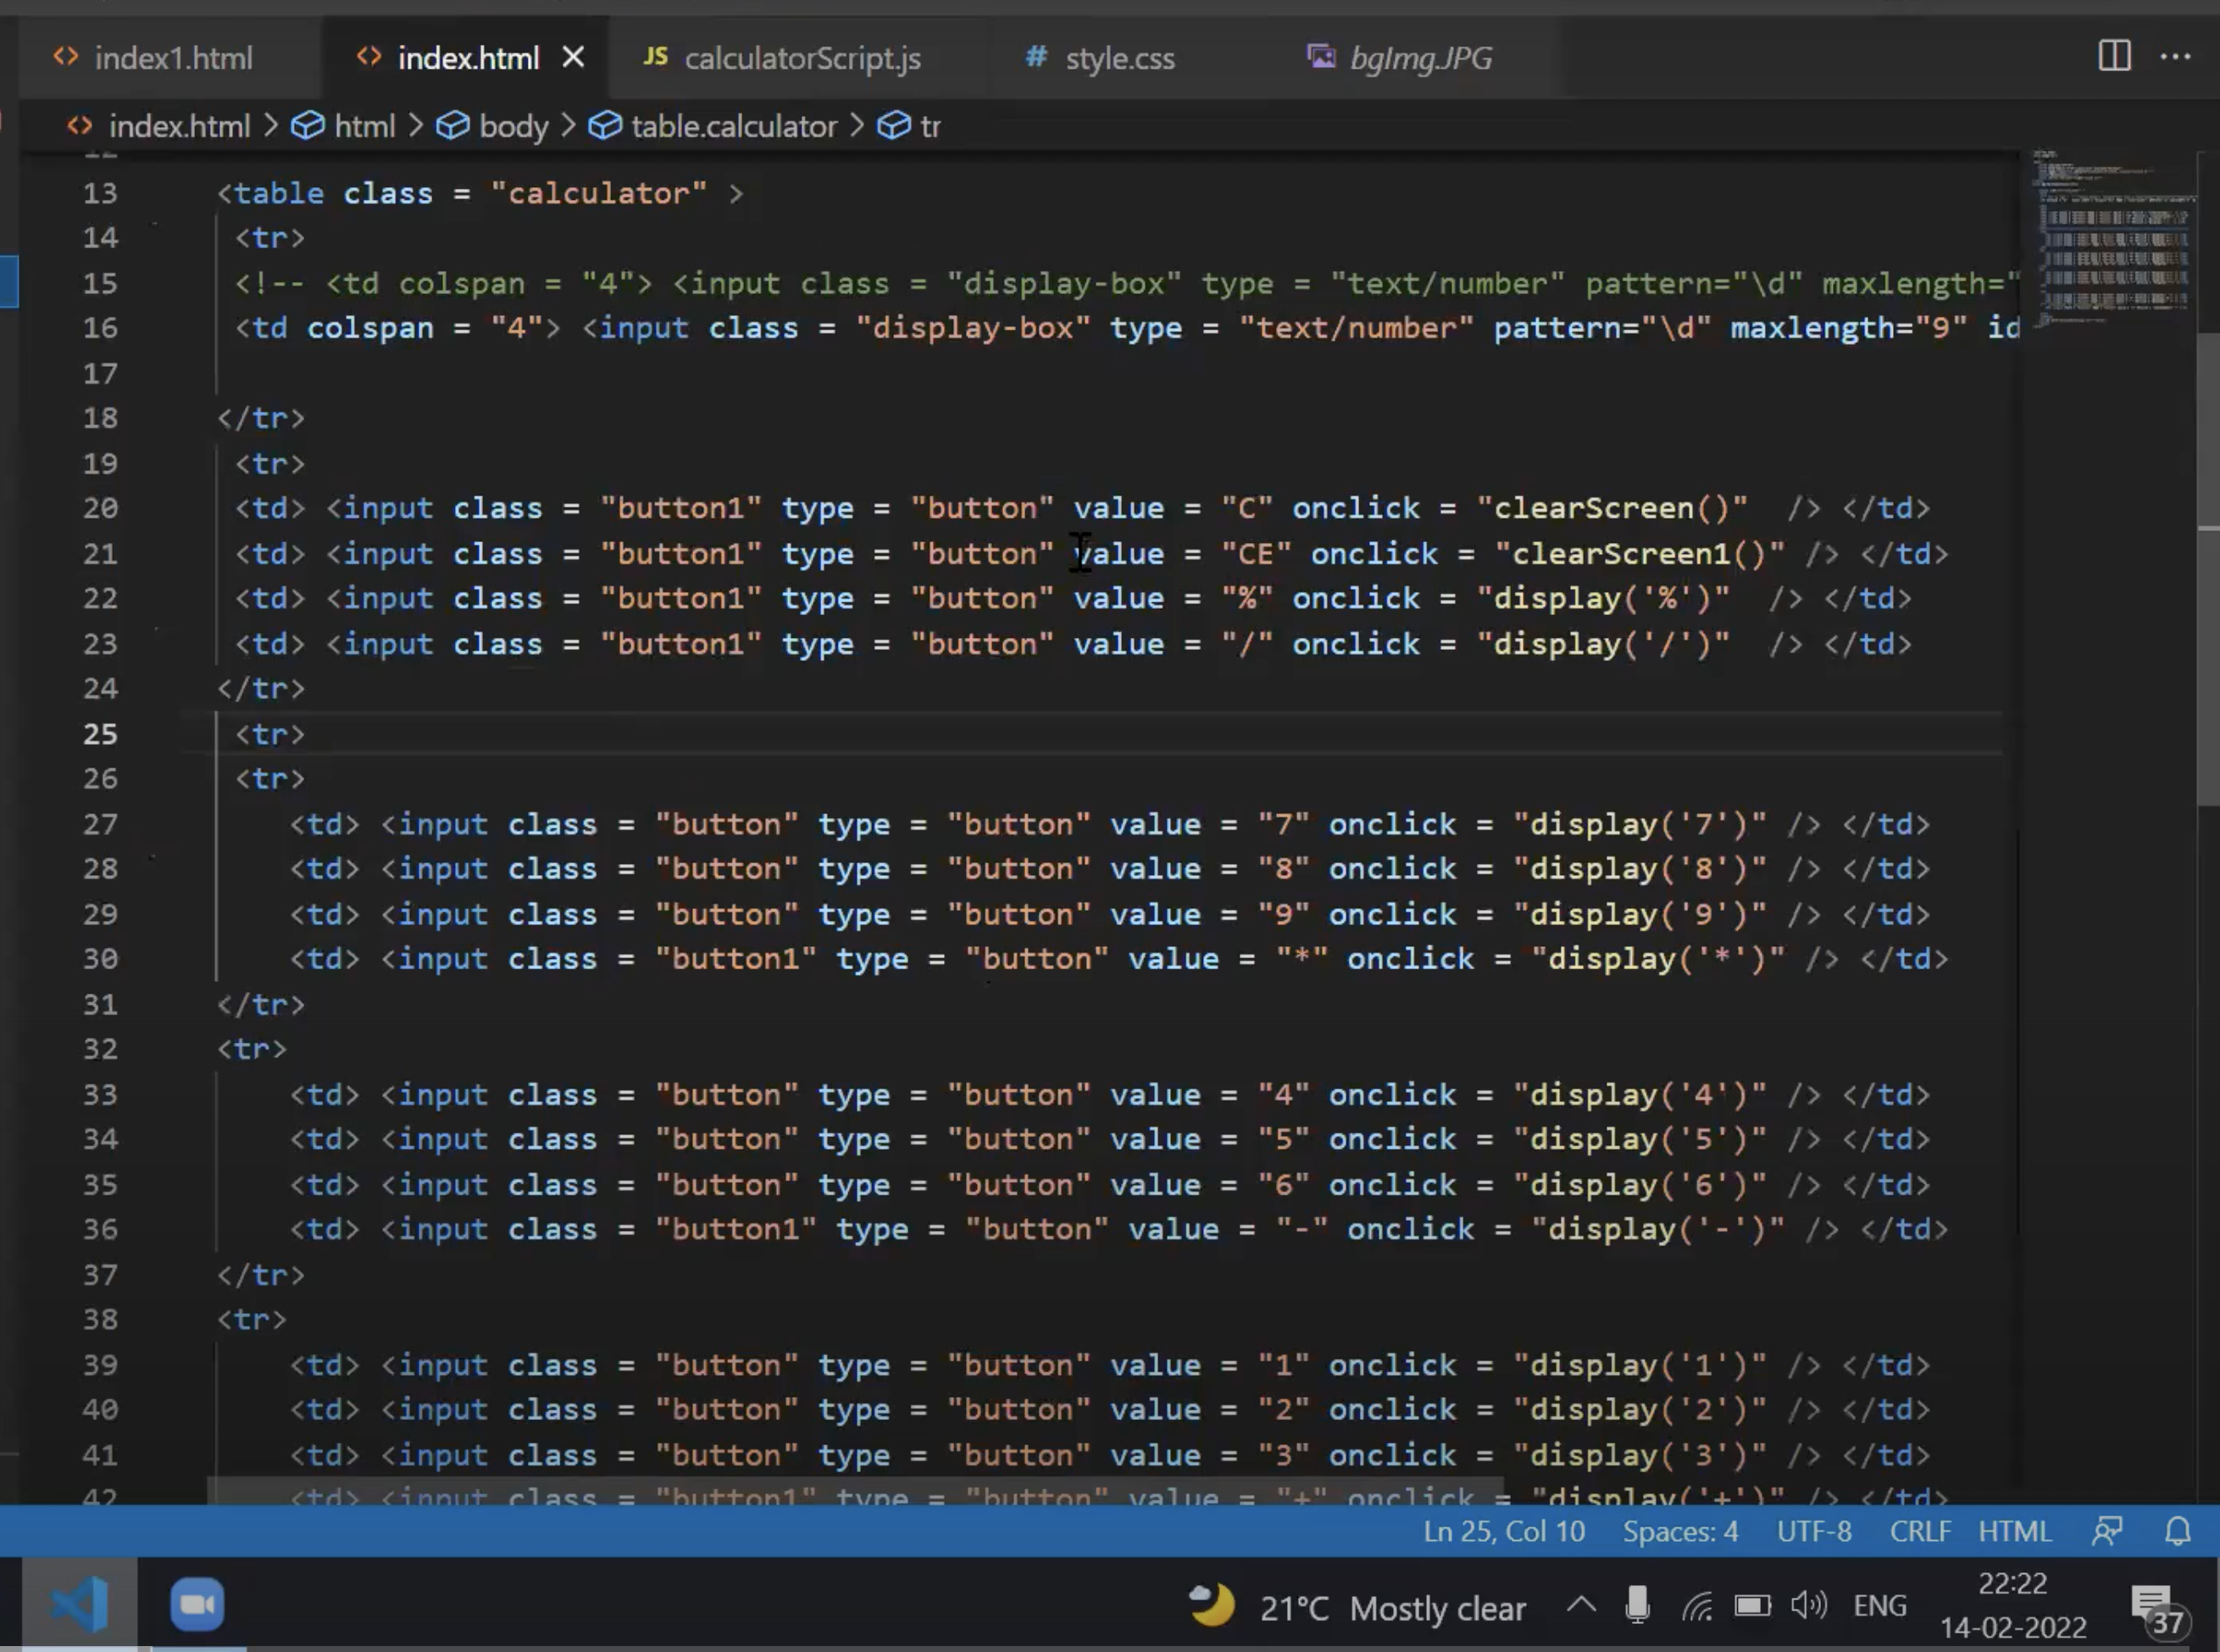 index1.html index.html JS calculatorScript.js # style.css bgImg.JPG
index.html > html > body > table.calculator > tr
13 <table class = "calculator" >
14 <tr>
15 <!-- <td colspan = "4"> <input class = "display-box" type = "text/number" pattern="\d" maxlength="
16 <td colspan = "4"> <input class = "display-box" type = "text/number" pattern="\d" maxlength="9" id
17
18 </tr>
19 <tr>
20 <td> <input class = "button1" type = "button" value = "C" onclick = "clearScreen()"  /> </td>
21 <td> <input class = "button1" type = "button" value = "CE" onclick = "clearScreen1()" /> </td>
22 <td> <input class = "button1" type = "button" value = "%" onclick = "display('%')"  /> </td>
23 <td> <input class = "button1" type = "button" value = "/" onclick = "display('/')"  /> </td>
24 </tr>
25 <tr>
26 <tr>
27 <td> <input class = "button" type = "button" value = "7" onclick = "display('7')" /> </td>
28 <td> <input class = "button" type = "button" value = "8" onclick = "display('8')" /> </td>
29 <td> <input class = "button" type = "button" value = "9" onclick = "display('9')" /> </td>
30 <td> <input class = "button1" type = "button" value = "*" onclick = "display('*')" /> </td>
31 </tr>
32 <tr>
33 <td> <input class = "button" type = "button" value = "4" onclick = "display('4')" /> </td>
34 <td> <input class = "button" type = "button" value = "5" onclick = "display('5')" /> </td>
35 <td> <input class = "button" type = "button" value = "6" onclick = "display('6')" /> </td>
36 <td> <input class = "button1" type = "button" value = "-" onclick = "display('-')" /> </td>
37 </tr>
38 <tr>
39 <td> <input class = "button" type = "button" value = "1" onclick = "display('1')" /> </td>
40 <td> <input class = "button" type = "button" value = "2" onclick = "display('2')" /> </td>
41 <td> <input class = "button" type = "button" value = "3" onclick = "display('3')" /> </td>
42 <td> <input class = "button1" type = "button" value = "+" onclick = "display('+')" /> </td>
Ln 25, Col 10 Spaces: 4 UTF-8 CRLF HTML
21°C Mostly clear ENG 22:22
14-02-2022 37